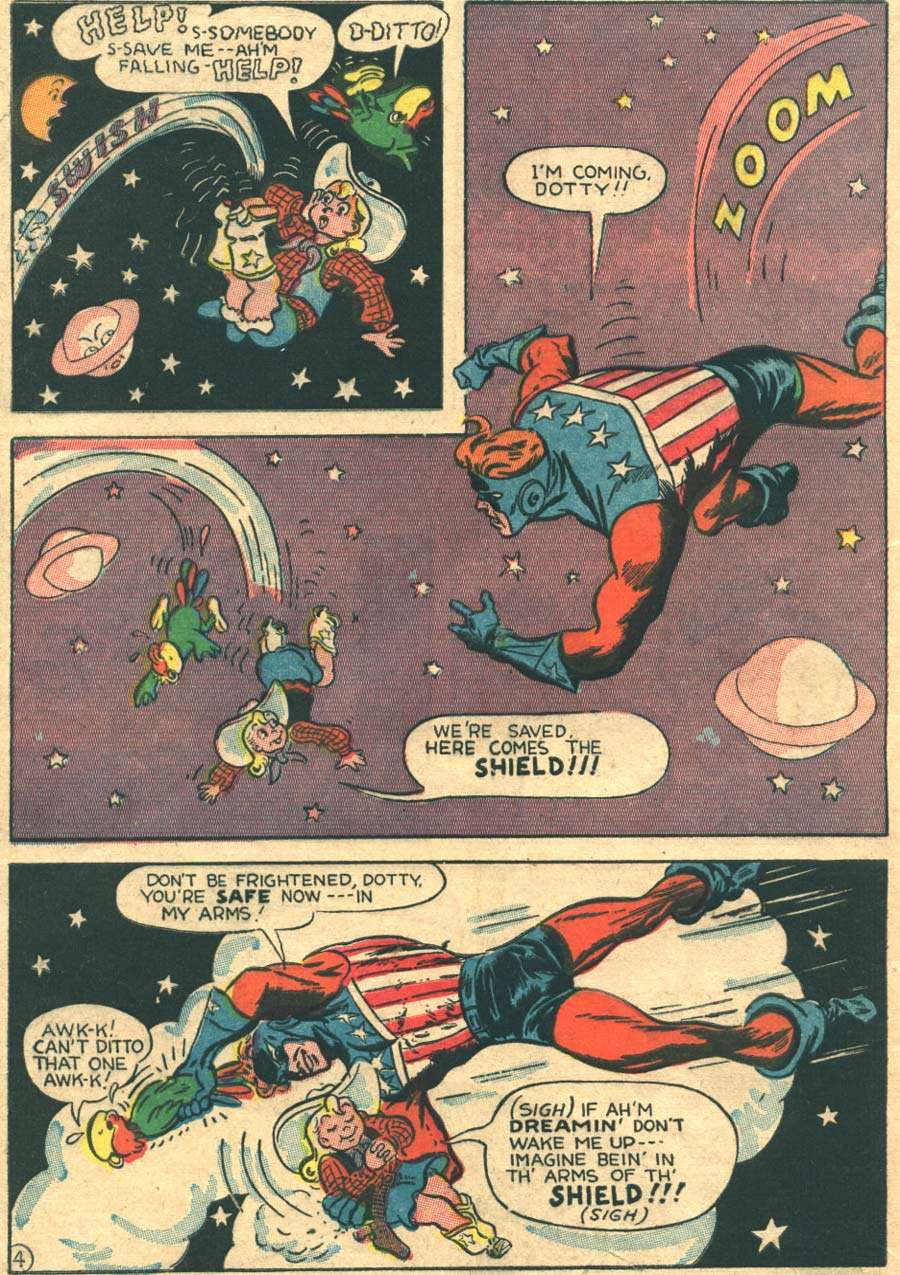 HELP! S-SOMEBODY
S-SAVE ME--AH'M
FALLING-HELP!
D-DITTO!
SWISH
ZOOM
I'M COMING,
DOTTY!!
WE'RE SAVED,
HERE COMES THE
SHIELD!!!
DON'T BE FRIGHTENED, DOTTY,
YOU'RE SAFE NOW ---IN
MY ARMS!
AWK-K!
CAN'T DITTO
THAT ONE
AWK-K!
(SIGH) IF AH'M
DREAMIN' DON'T
WAKE ME UP---
IMAGINE BEIN' IN
TH' ARMS OF TH'
SHIELD!!!
(SIGH)
4